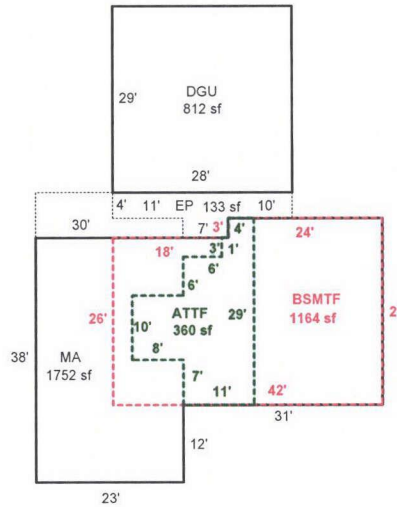 DGU
29'
812 sf
28'
4' 11' EP 133 sf 10'
30' 7' 3' 4' 24'
18' 3' 1'
6'
6'
26' ATTF 29' BSMTF 2
10' 360 sf 1164 sf
38' MA 8'
1752 sf 7'
11' 42'
31'
12'
23'